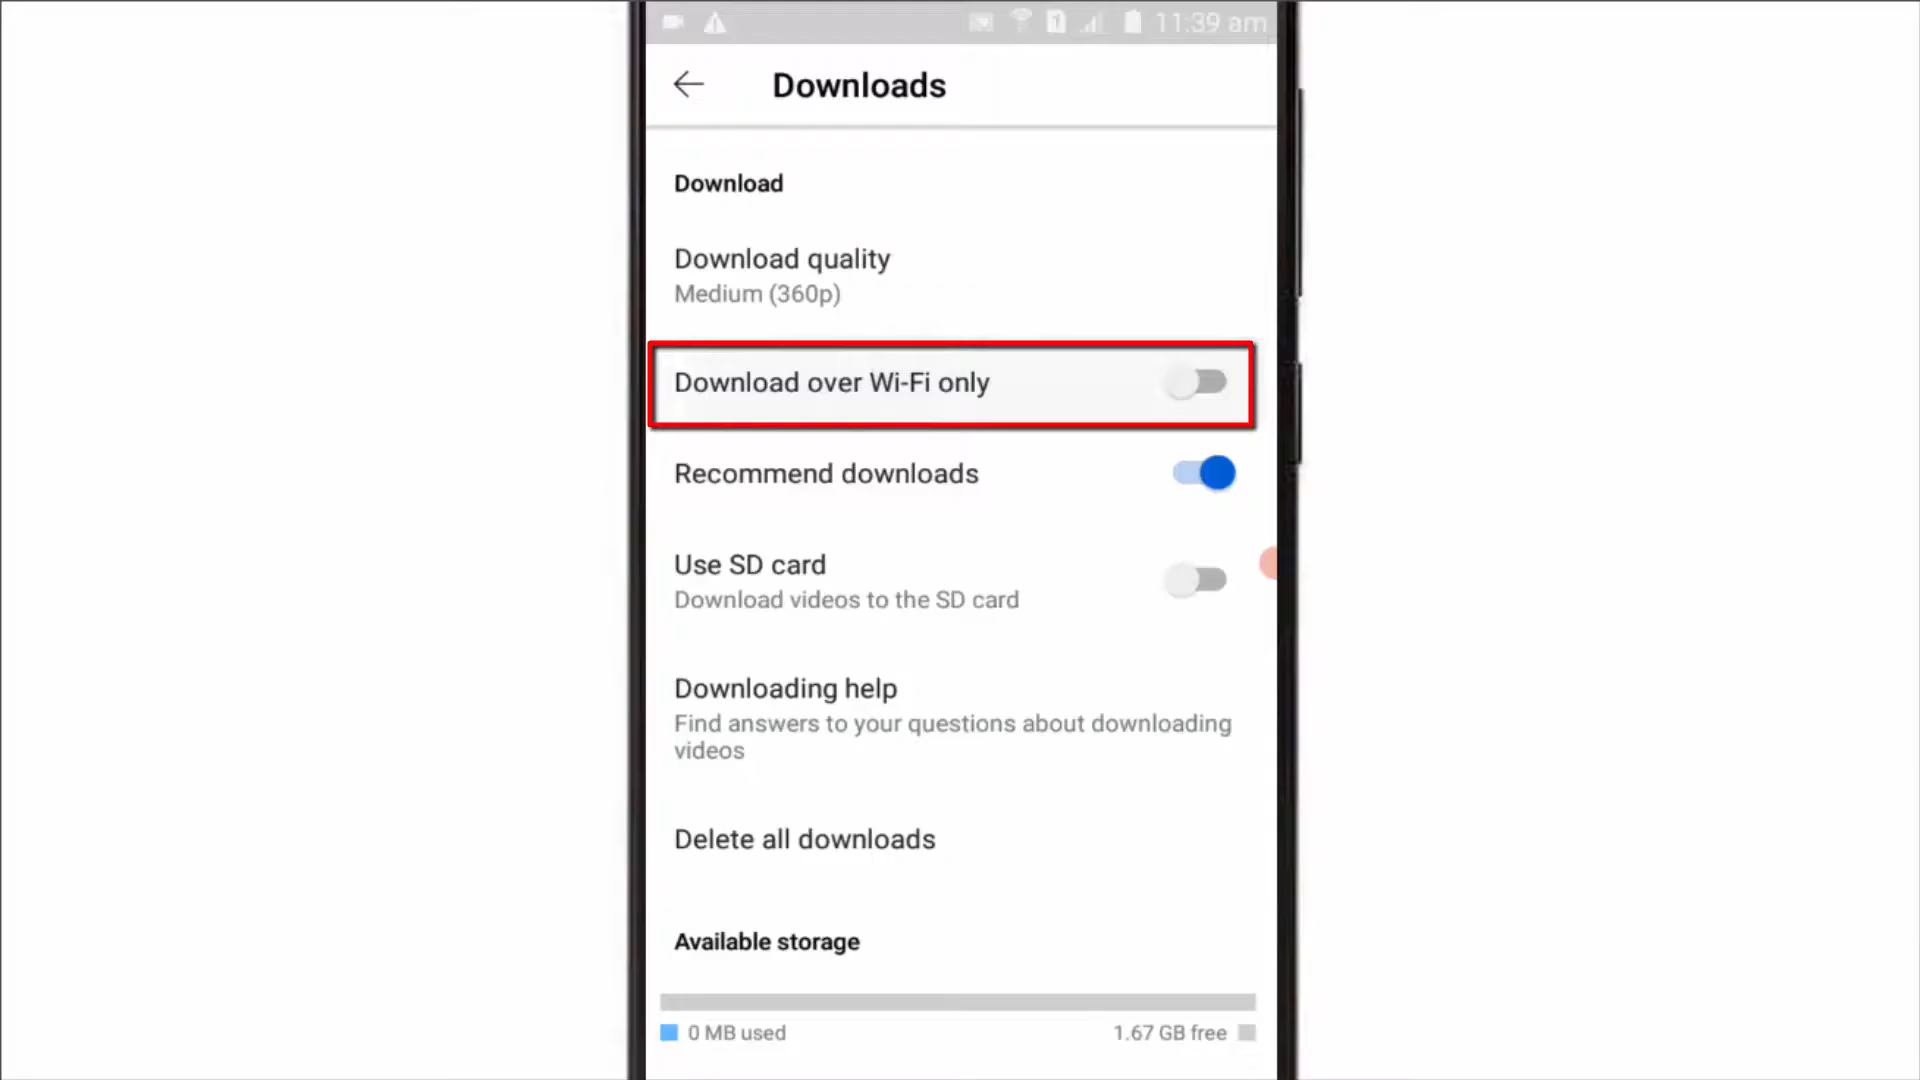 11:39 am
Downloads
Download
Download quality
Medium (360p)
Download over Wi-Fi only
Recommend downloads
Use SD card
Download videos to the SD card
Downloading help
Find answers to your questions about downloading
videos
Delete all downloads
Available storage
0 MB used 1.67 GB free